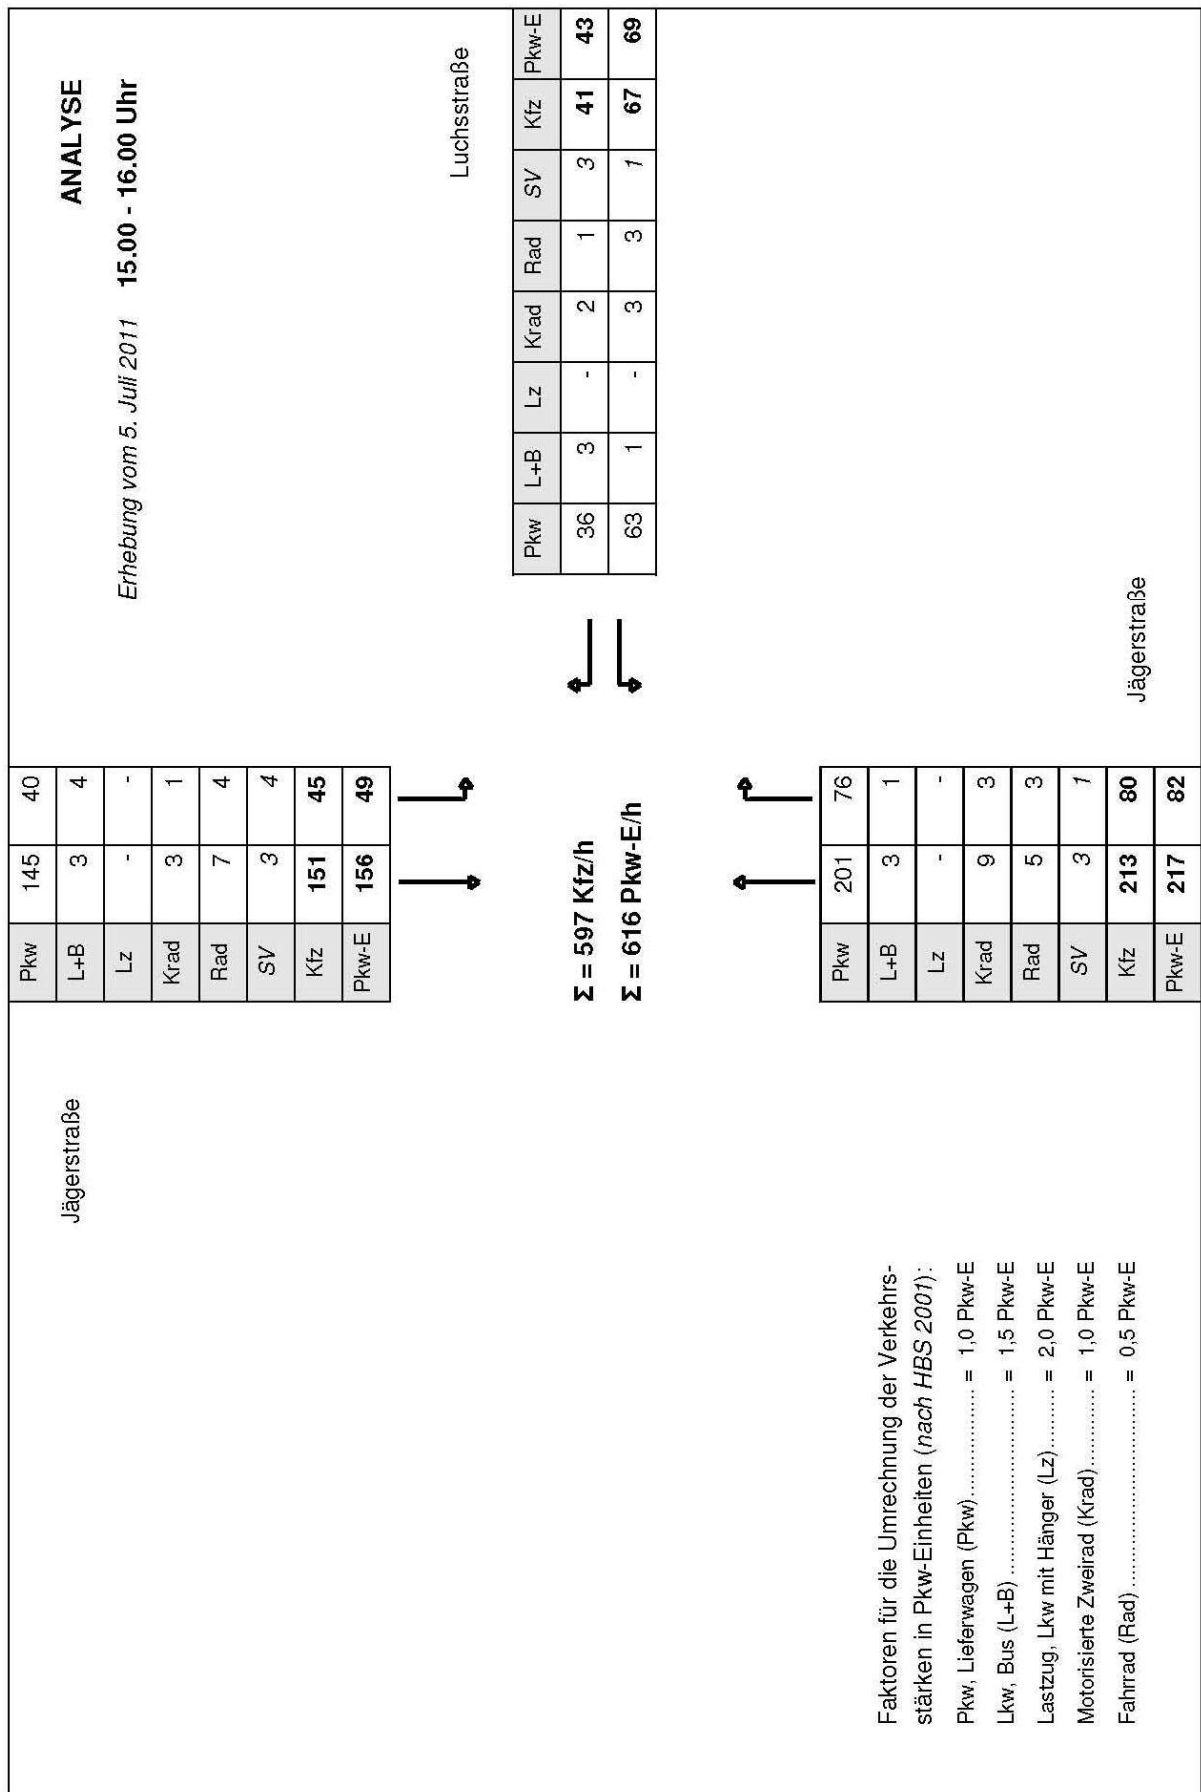 Jägerstraße
ANALYSE
Erhebung vom 5. Juli 2011 15.00 - 16.00 Uhr
Pkw 145 40
L+B 3 4
Lz - -
Krad 3 1
Rad 7 4
SV 3 4
Kfz 151 45
Pkw-E 156 49
Luchsstraße
Pkw L+B Lz Krad Rad SV Kfz Pkw-E
36 3 - 2 1 3 41 43
63 1 - 3 3 1 67 69
Σ = 597 Kfz/h
Σ = 616 Pkw-E/h
Pkw 201 76
L+B 3 1
Lz - -
Krad 9 3
Rad 5 3
SV 3 1
Kfz 213 80
Pkw-E 217 82
Jägerstraße
Faktoren für die Umrechnung der Verkehrs-
stärken in Pkw-Einheiten (nach HBS 2001):
Pkw, Lieferwagen (Pkw).................. = 1,0 Pkw-E
Lkw, Bus (L+B) .............................. = 1,5 Pkw-E
Lastzug, Lkw mit Hänger (Lz).......... = 2,0 Pkw-E
Motorisierte Zweirad (Krad)............. = 1,0 Pkw-E
Fahrrad (Rad)................................. = 0,5 Pkw-E